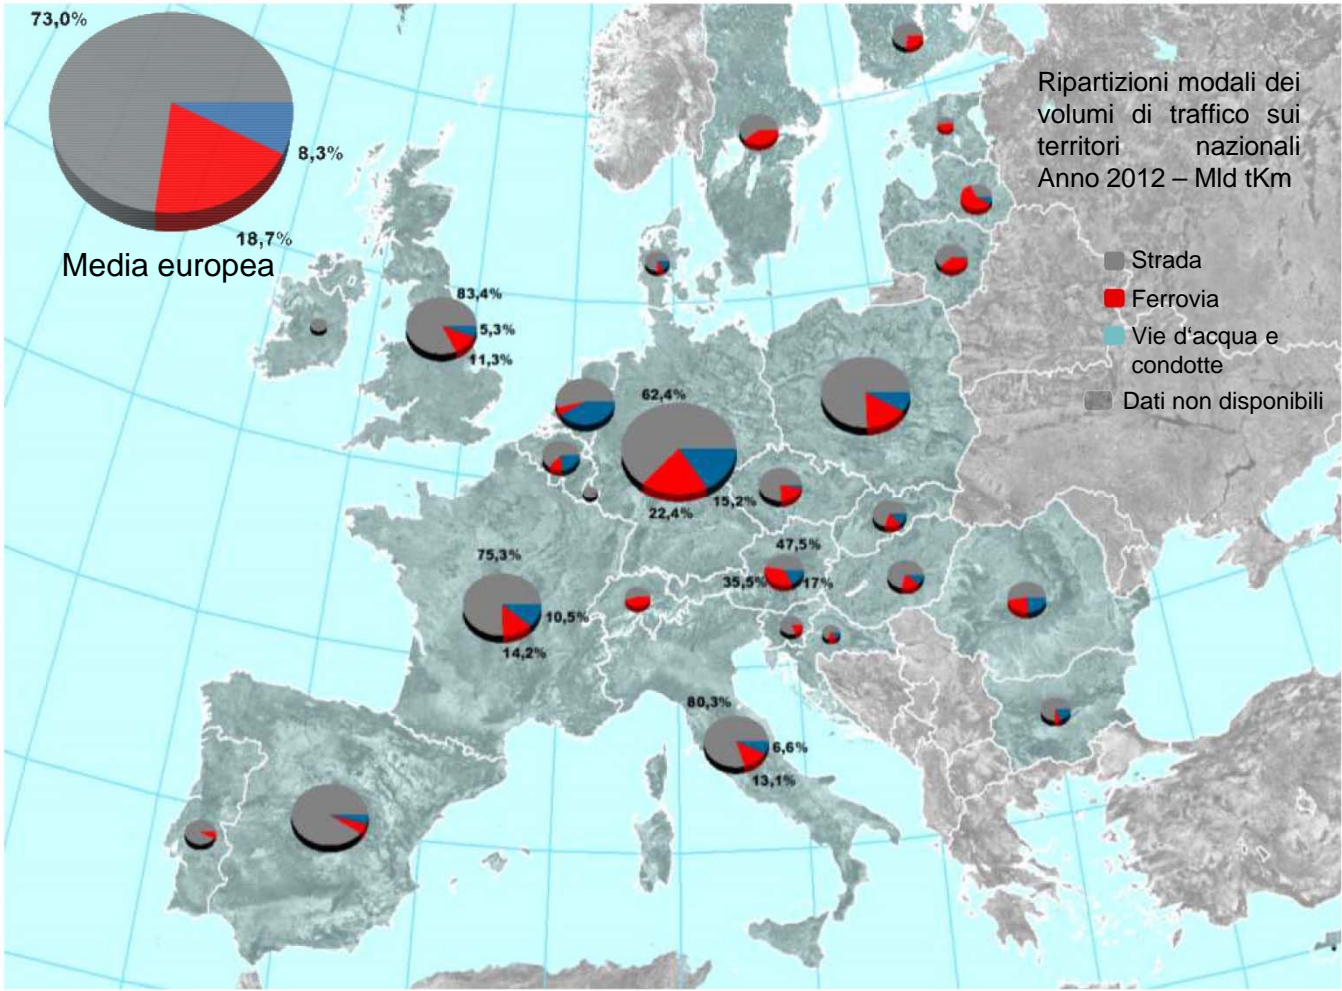 73,0%
8,3%
18,7%
Media europea
Ripartizioni modali dei
volumi di traffico sui
territori nazionali
Anno 2012 – Mld tKm
Strada
Ferrovia
Vie d'acqua e
condotte
Dati non disponibili
83,4%
5,3%
11,3%
62,4%
15,2%
22,4%
47,5%
35,5%
17%
75,3%
10,5%
14,2%
80,3%
6,6%
13,1%